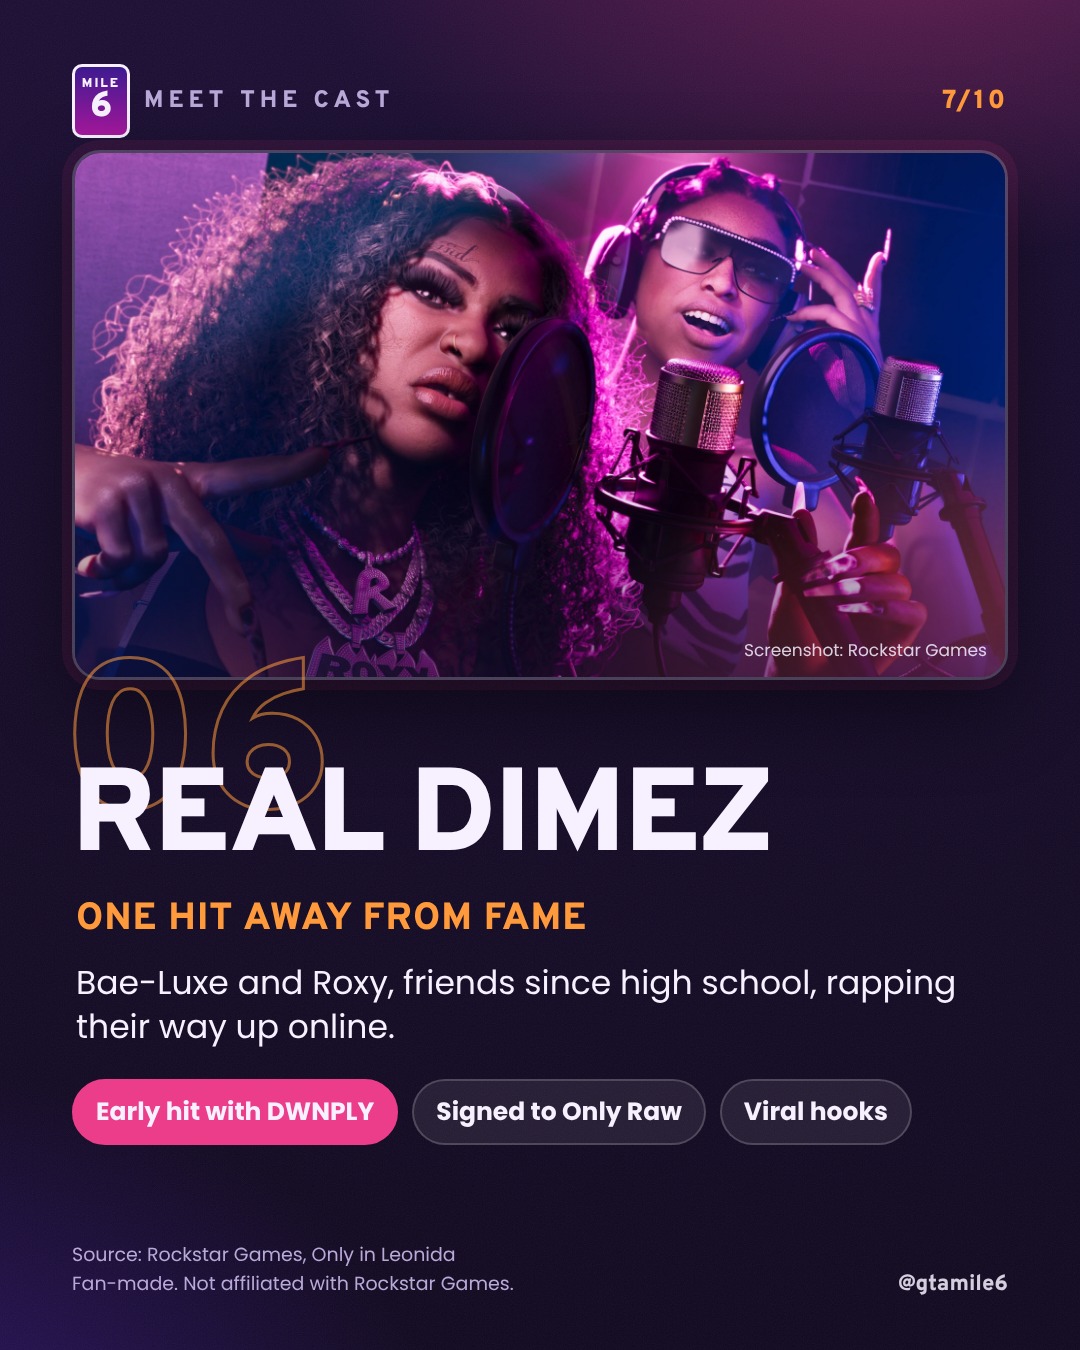 MILE
6
MEET THE CAST
7/10
R
ROXY
Screenshot: Rockstar Games
06
REAL DIMEZ
ONE HIT AWAY FROM FAME
Bae-Luxe and Roxy, friends since high school, rapping
their way up online.
Early hit with DWNPLY
Signed to Only Raw
Viral hooks
Source: Rockstar Games, Only in Leonida
Fan-made. Not affiliated with Rockstar Games.
@gtamile6